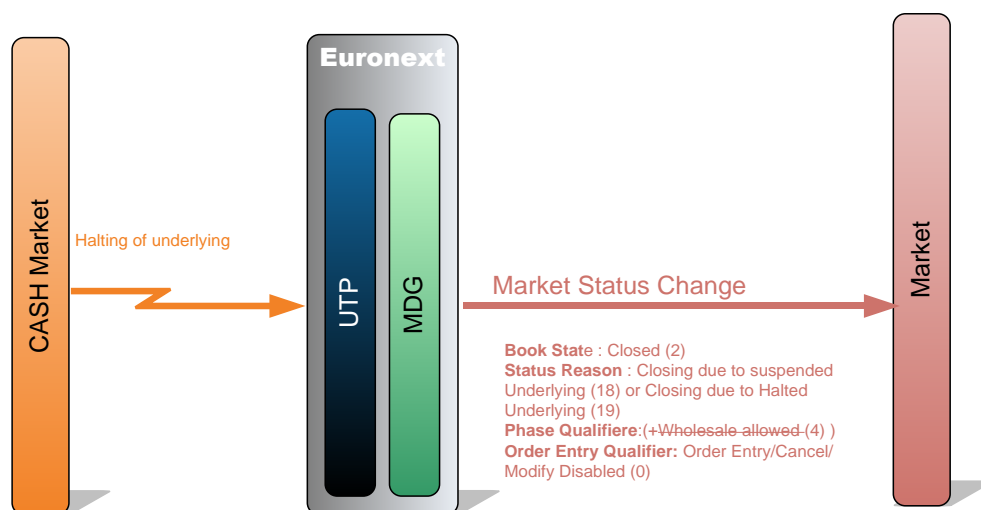 Euronext
CASH Market
Halting of underlying
UTP
MDG
Market Status Change
Market
Book State : Closed (2)
Status Reason : Closing due to suspended
Underlying (18) or Closing due to Halted
Underlying (19)
Phase Qualifiere:(+Wholesale allowed (4) )
Order Entry Qualifier: Order Entry/Cancel/
Modify Disabled (0)